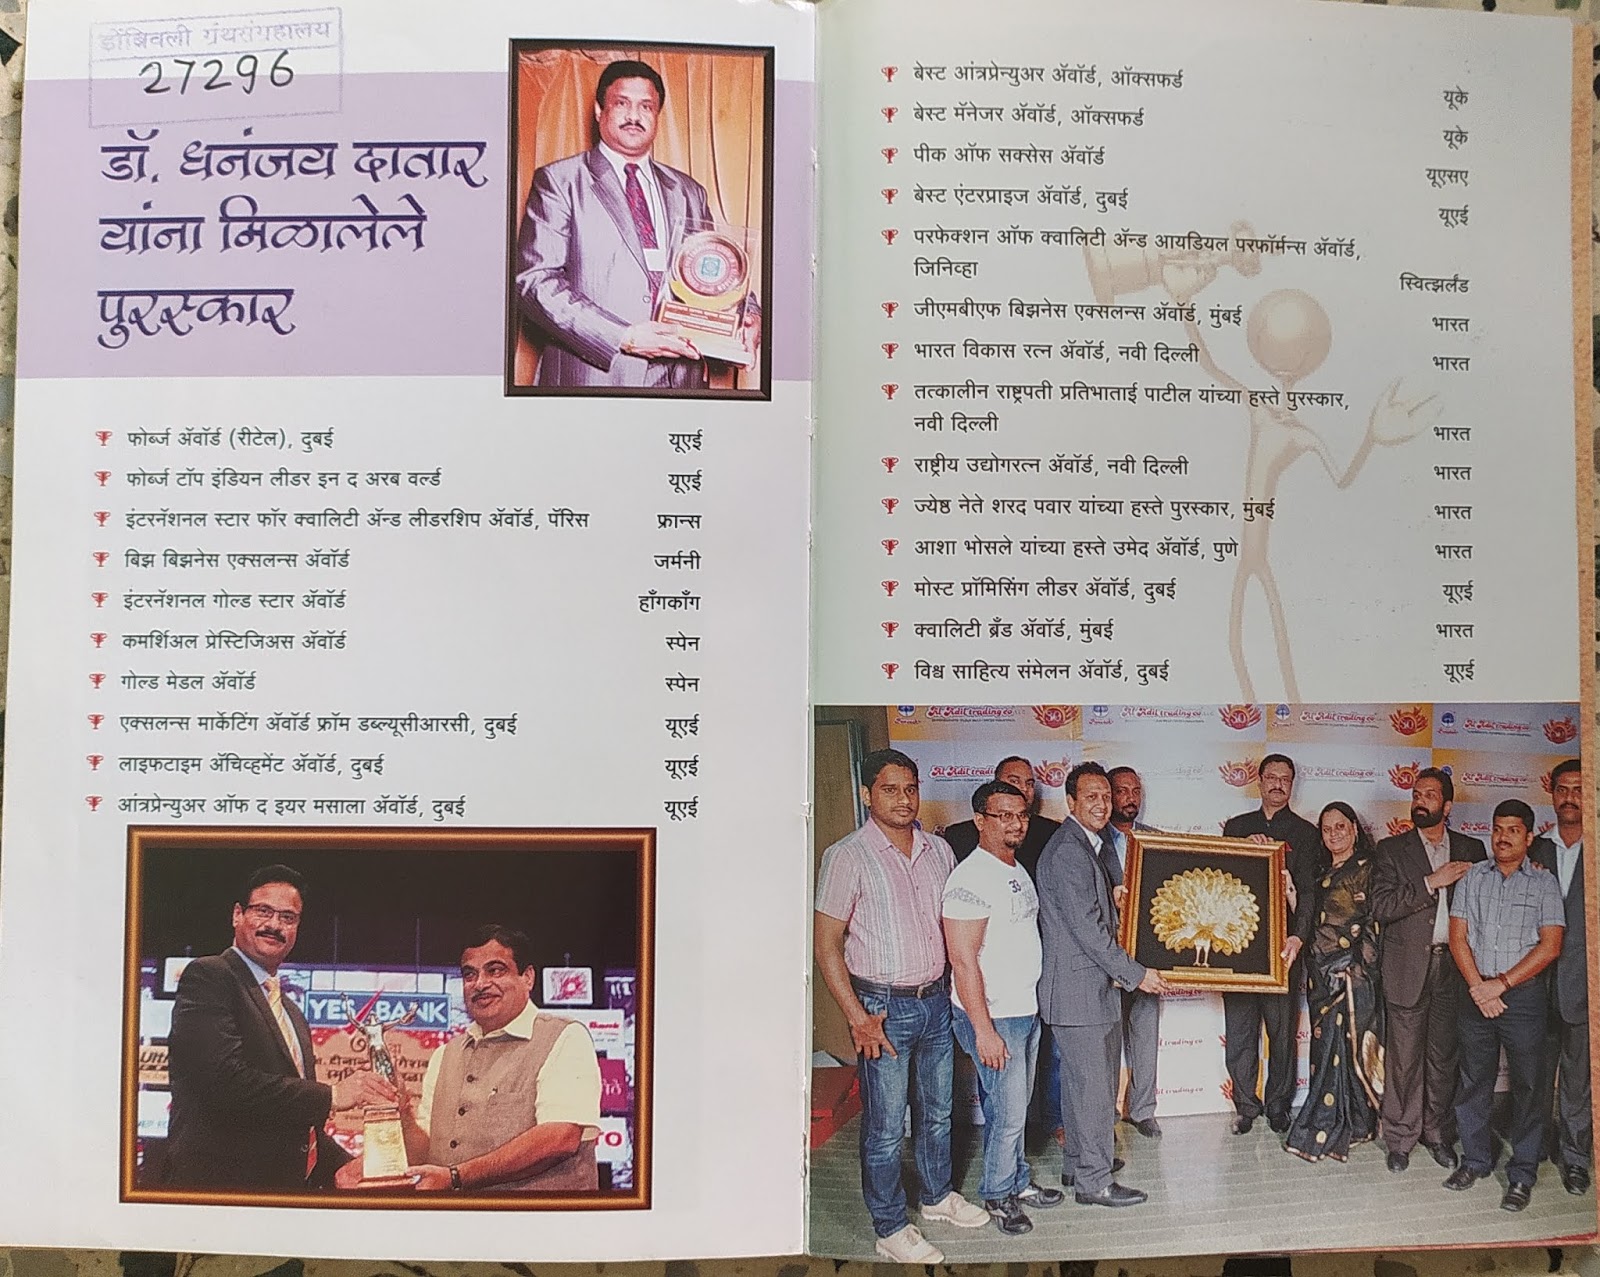 डोंबिवली ग्रंथसंग्रहालय
27296
डॉ. धनंजय दातार
यांना मिळालेले
पुरस्कार
फोर्ब्ज अ‍ॅवॉर्ड (रीटेल), दुबई यूएई
फोर्ब्ज टॉप इंडियन लीडर इन द अरब वर्ल्ड यूएई
इंटरनॅशनल स्टार फॉर क्वालिटी अ‍ॅन्ड लीडरशिप अ‍ॅवॉर्ड, पॅरिस फ्रान्स
बिझ बिझनेस एक्सलन्स अ‍ॅवॉर्ड जर्मनी
इंटरनॅशनल गोल्ड स्टार अ‍ॅवॉर्ड हाँगकाँग
कमर्शिअल प्रेस्टिजिअस अ‍ॅवॉर्ड स्पेन
गोल्ड मेडल अ‍ॅवॉर्ड स्पेन
एक्सलन्स मार्केटिंग अ‍ॅवॉर्ड फ्रॉम डब्ल्यूसीआरसी, दुबई यूएई
लाइफटाइम अ‍ॅचिव्हमेंट अ‍ॅवॉर्ड, दुबई यूएई
आंत्रप्रेन्युअर ऑफ द इयर मसाला अ‍ॅवॉर्ड, दुबई यूएई
YES BANK
बेस्ट आंत्रप्रेन्युअर अ‍ॅवॉर्ड, ऑक्सफर्ड यूके
बेस्ट मॅनेजर अ‍ॅवॉर्ड, ऑक्सफर्ड यूके
पीक ऑफ सक्सेस अ‍ॅवॉर्ड यूएसए
बेस्ट एंटरप्राइज अ‍ॅवॉर्ड, दुबई यूएई
परफेक्शन ऑफ क्वालिटी अ‍ॅन्ड आयडियल परफॉर्मन्स अ‍ॅवॉर्ड,
जिनिव्हा स्वित्झर्लंड
जीएमबीएफ बिझनेस एक्सलन्स अ‍ॅवॉर्ड, मुंबई भारत
भारत विकास रत्न अ‍ॅवॉर्ड, नवी दिल्ली भारत
तत्कालीन राष्ट्रपती प्रतिभाताई पाटील यांच्या हस्ते पुरस्कार,
नवी दिल्ली भारत
राष्ट्रीय उद्योगरत्न अ‍ॅवॉर्ड, नवी दिल्ली भारत
ज्येष्ठ नेते शरद पवार यांच्या हस्ते पुरस्कार, मुंबई भारत
आशा भोसले यांच्या हस्ते उमेद अ‍ॅवॉर्ड, पुणे भारत
मोस्ट प्रॉमिसिंग लीडर अ‍ॅवॉर्ड, दुबई यूएई
क्वालिटी ब्रँड अ‍ॅवॉर्ड, मुंबई भारत
विश्व साहित्य संमेलन अ‍ॅवॉर्ड, दुबई यूएई
Al Adil trading co.